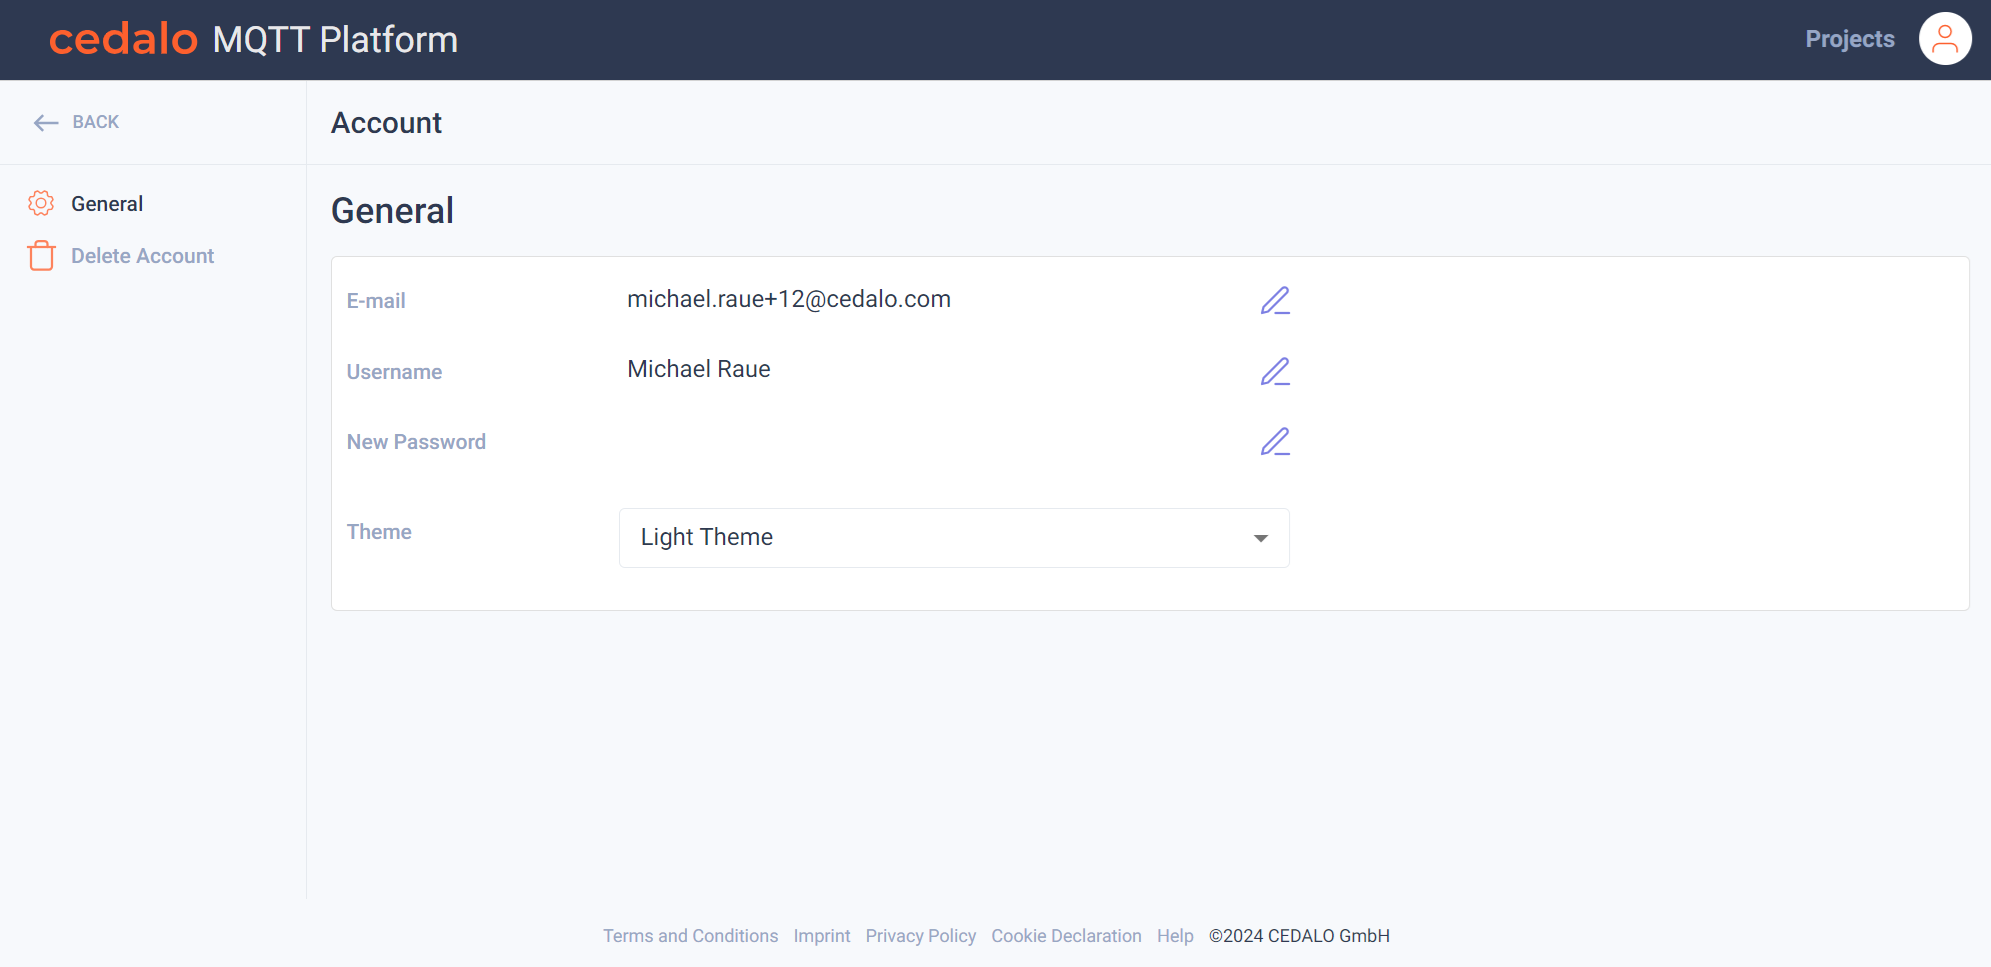 cedalo MQTT Platform
Projects
BACK
Account
General
Delete Account
General
E-mail michael.raue+12@cedalo.com
Username Michael Raue
New Password
Theme Light Theme
Terms and Conditions Imprint Privacy Policy Cookie Declaration Help ©2024 CEDALO GmbH